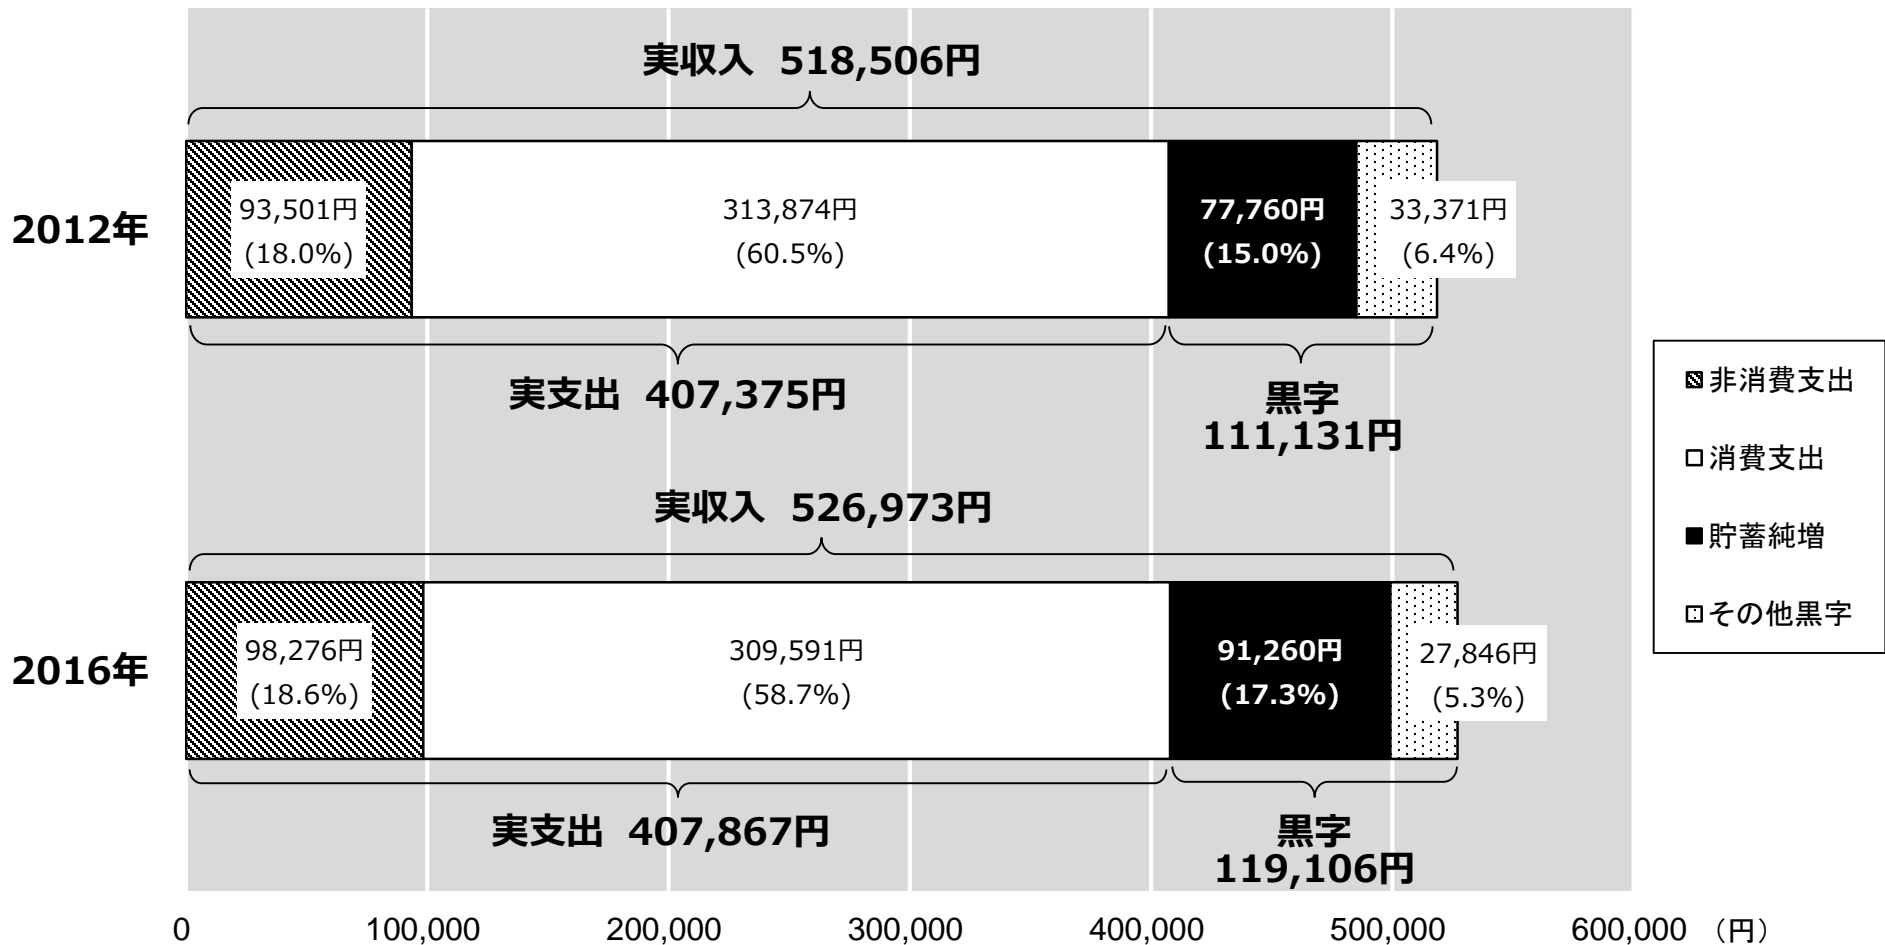 実収入 518,506円
2012年
93,501円
(18.0%)
313,874円
(60.5%)
77,760円
(15.0%)
33,371円
(6.4%)
実支出 407,375円
黒字
111,131円
実収入 526,973円
2016年
98,276円
(18.6%)
309,591円
(58.7%)
91,260円
(17.3%)
27,846円
(5.3%)
実支出 407,867円
黒字
119,106円
0 100,000 200,000 300,000 400,000 500,000 600,000 （円）
非消費支出
消費支出
貯蓄純増
その他黒字